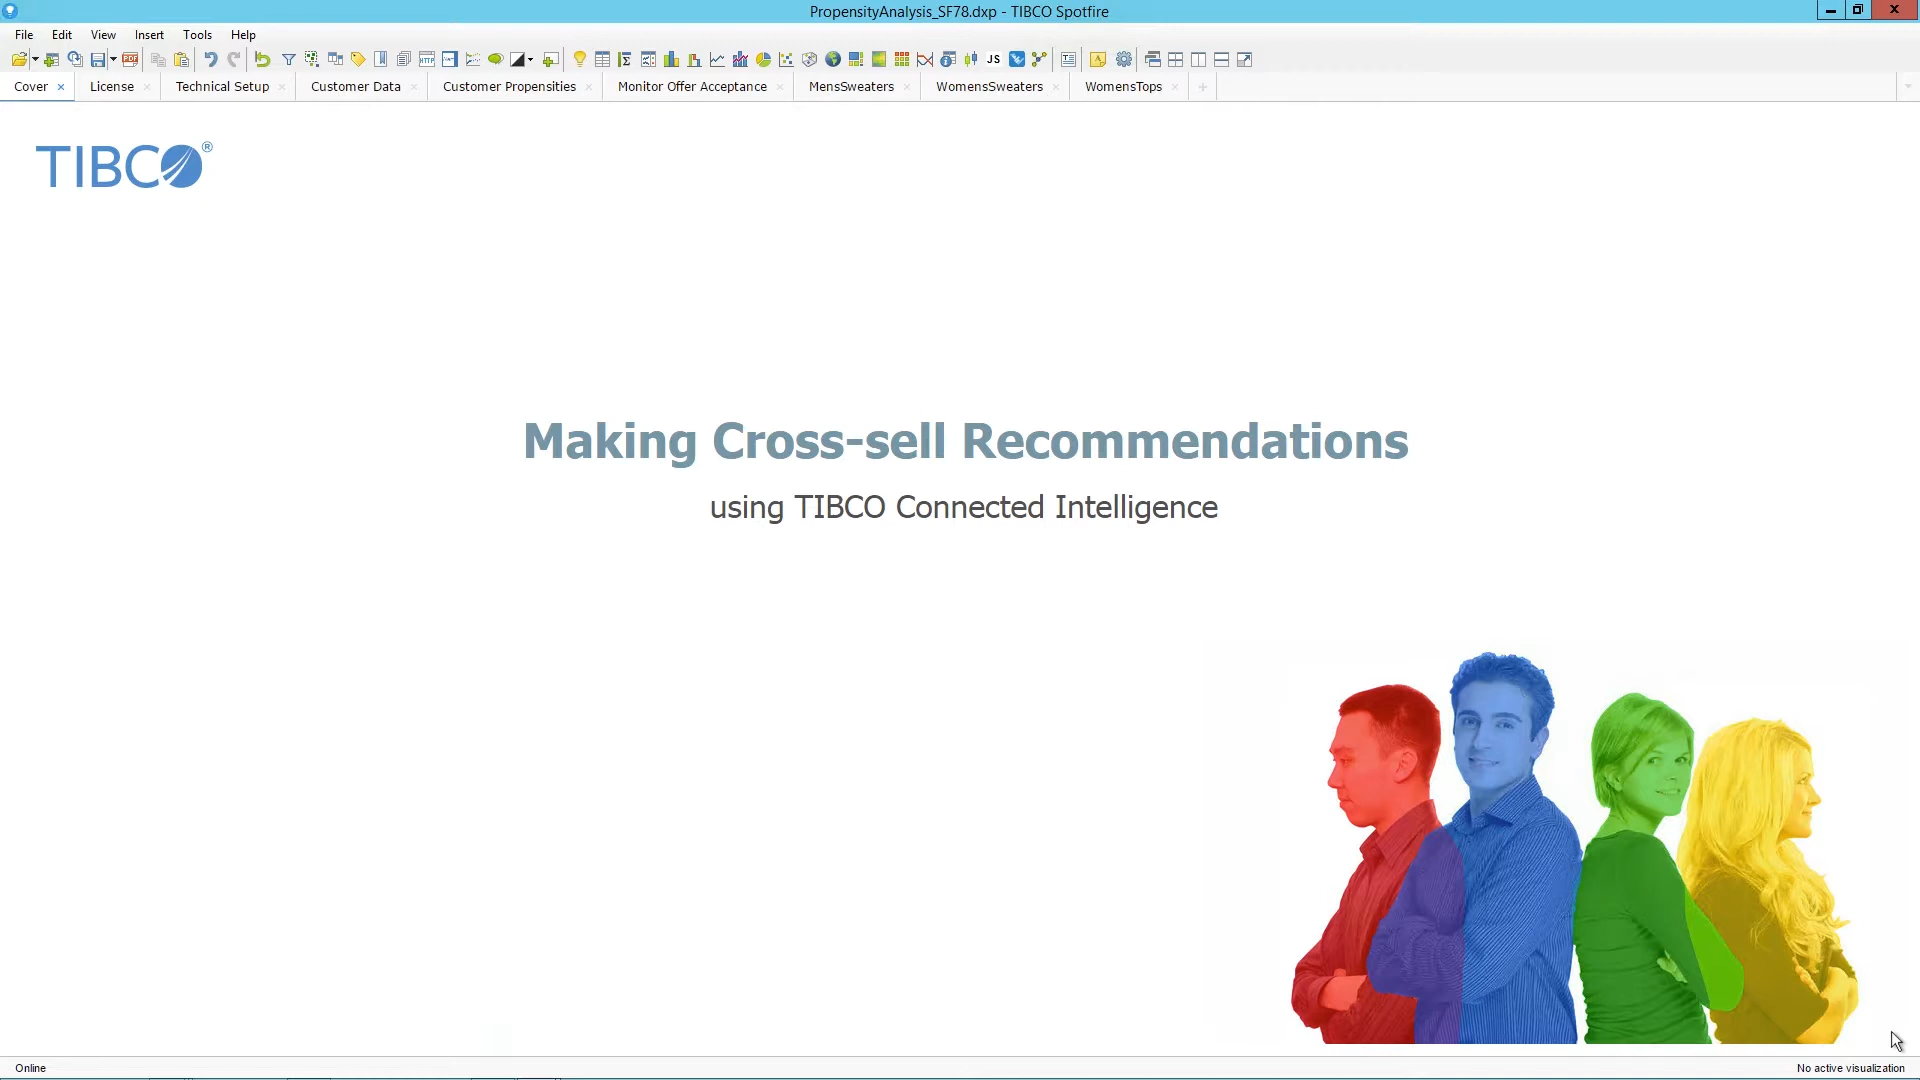 PropensityAnalysis_SF78.dxp - TIBCO Spotfire
File Edit View Insert Tools Help
PDF HTTP JS
Cover License Technical Setup Customer Data Customer Propensities Monitor Offer Acceptance MensSweaters WomensSweaters WomensTops
TIBCO®
Making Cross-sell Recommendations
using TIBCO Connected Intelligence
Online No active visualization